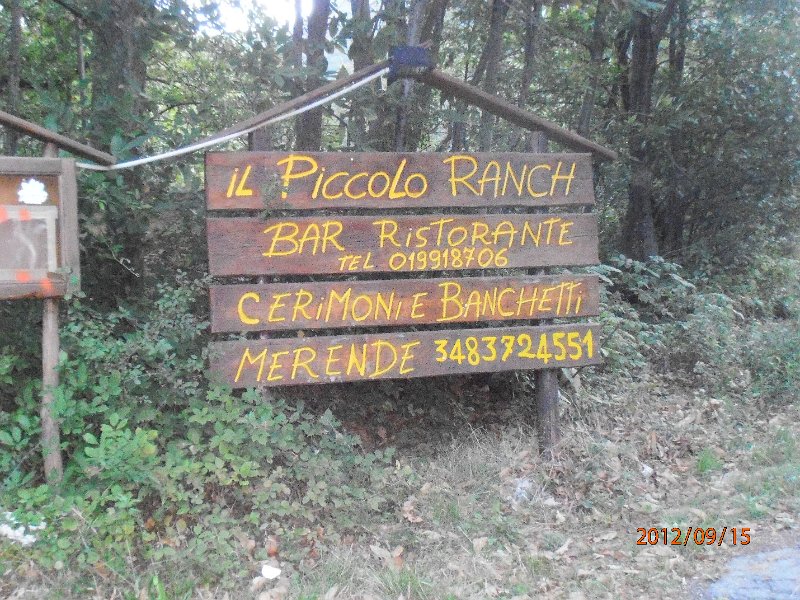 iL PiCCOLO RANCH
BAR RiSTORANTE
TEL 019918706
CERiMONiE BANCHETTi
MERENDE 3483724551
2012/09/15